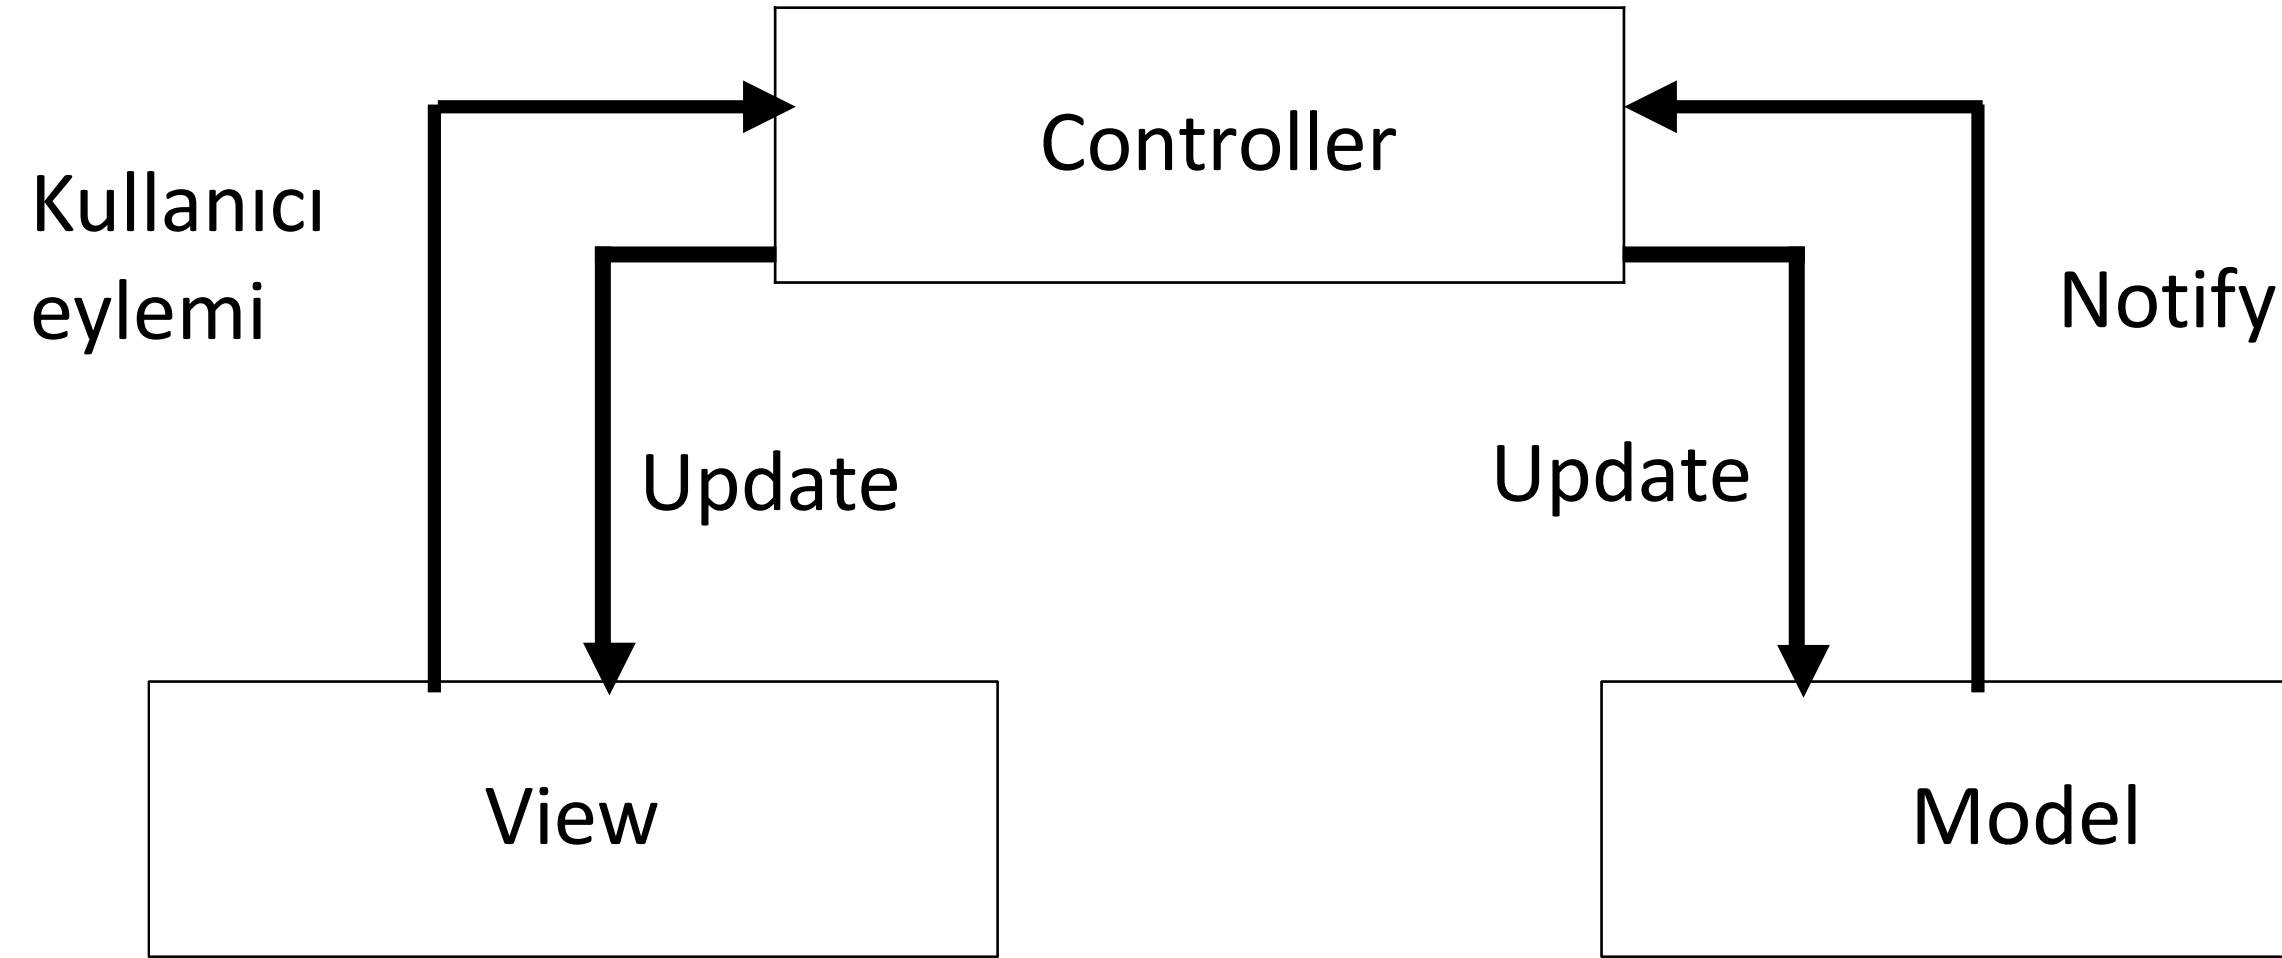 Controller
Kullanıcı
eylemi
Notify
Update
Update
View
Model